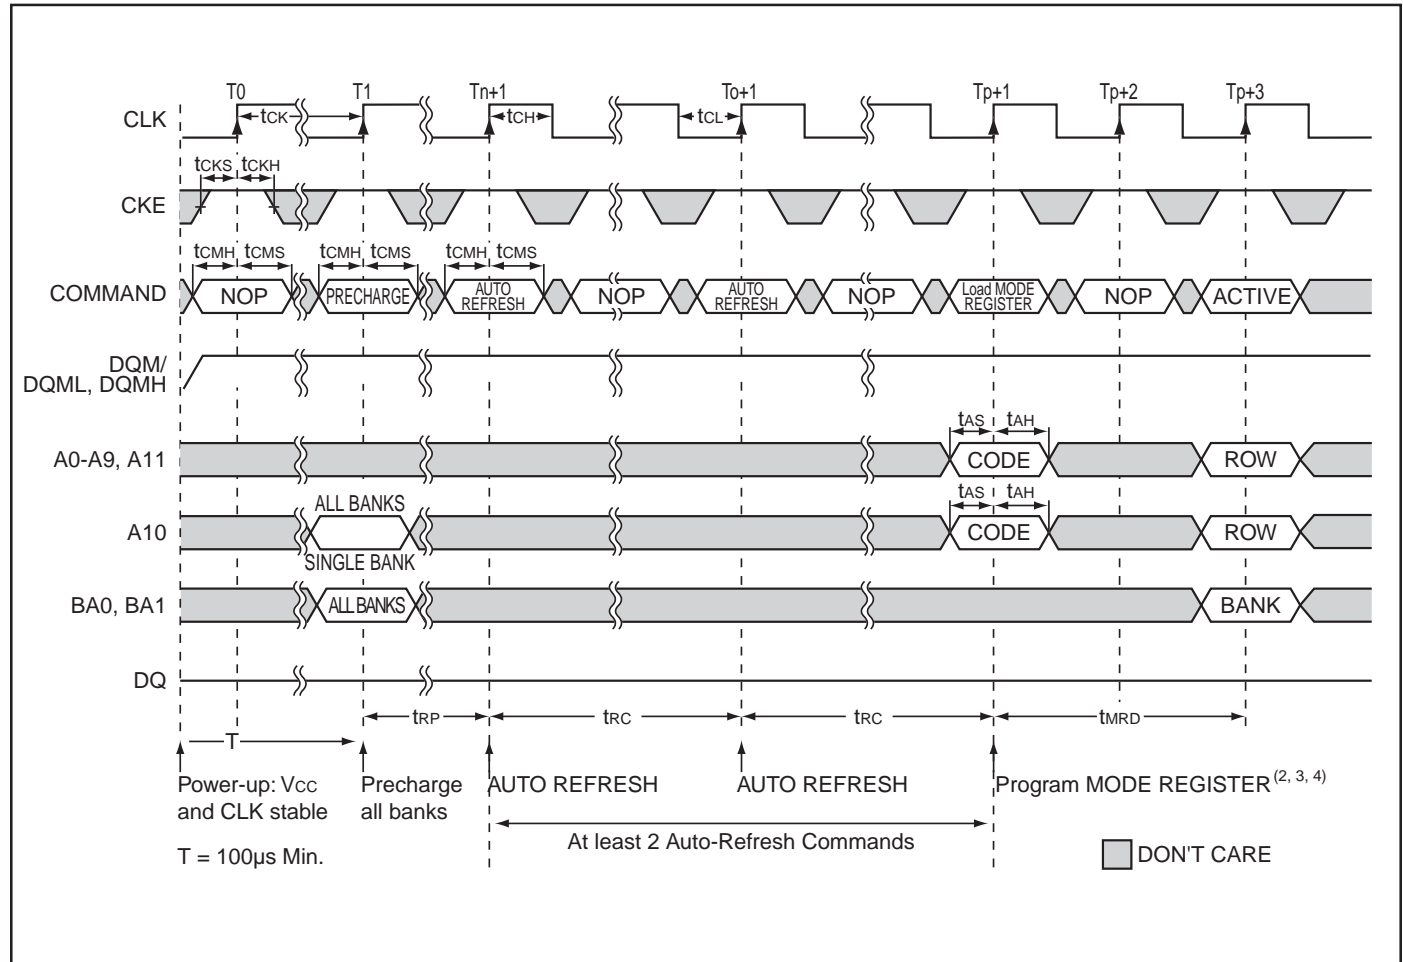 T0 T1 Tn+1 To+1 Tp+1 Tp+2 Tp+3
CLK tCK tCH tCL
tCKS tCKH
CKE
tCMH tCMS tCMH tCMS tCMH tCMS
COMMAND NOP PRECHARGE AUTO REFRESH NOP AUTO REFRESH NOP Load MODE REGISTER NOP ACTIVE
DQM/
DQML, DQMH
tAS tAH
A0-A9, A11 CODE ROW
ALL BANKS tAS tAH
A10 CODE ROW
SINGLE BANK
BA0, BA1 ALL BANKS BANK
DQ
tRP tRC tRC tMRD
T
Power-up: VCC Precharge AUTO REFRESH AUTO REFRESH Program MODE REGISTER (2, 3, 4)
and CLK stable all banks
At least 2 Auto-Refresh Commands
T = 100µs Min. DON'T CARE